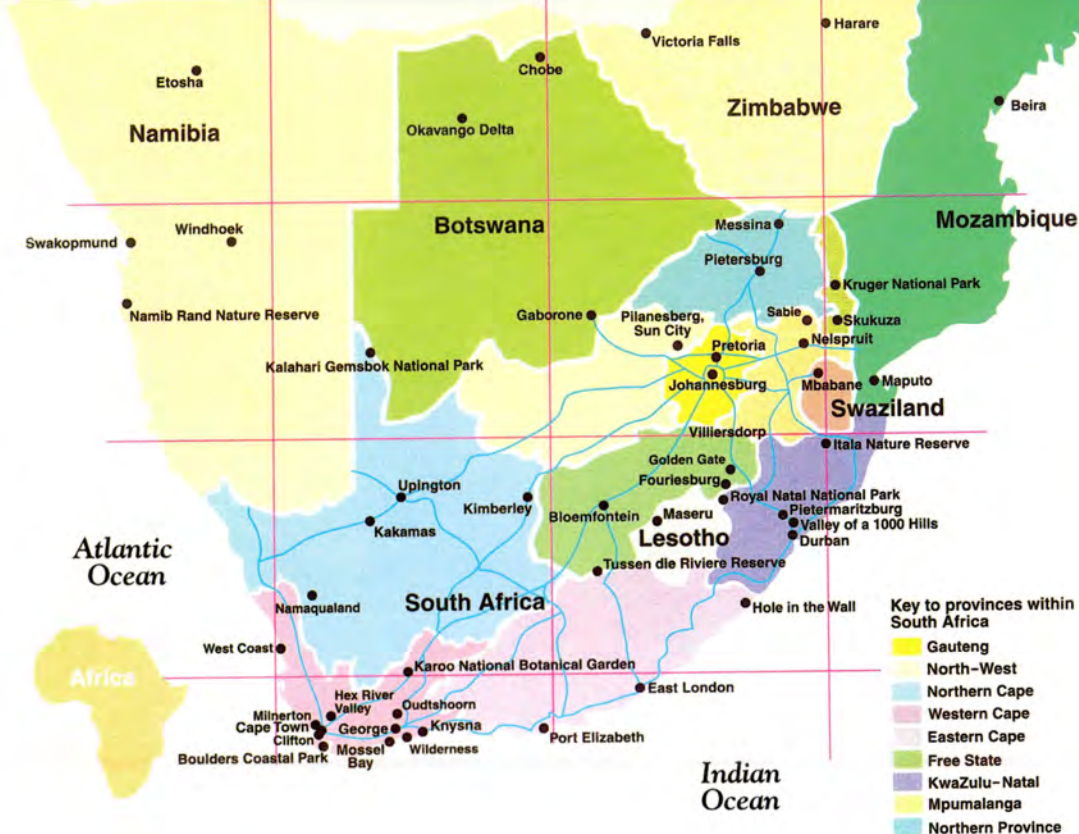 Harare
Victoria Falls
Chobe
Etosha
Zimbabwe
Beira
Okavango Delta
Namibia
Botswana
Mozambique
Messina
Windhoek
Swakopmund
Pietersburg
Kruger National Park
Namib Rand Nature Reserve
Gaborone
Pilanesberg,
Sun City
Sabie
Skukuza
Pretoria
Nelspruit
Kalahari Gemsbok National Park
Johannesburg
Mbabane
Maputo
Swaziland
Villiersdorp
Itala Nature Reserve
Golden Gate
Fouriesburg
Upington
Kimberley
Royal Natal National Park
Bloemfontein
Maseru
Pietermaritzburg
Kakamas
Valley of a 1000 Hills
Lesotho
Durban
Atlantic
Ocean
Tussen die Riviere Reserve
Namaqualand
South Africa
Hole in the Wall
West Coast
Karoo National Botanical Garden
Africa
East London
Hex River
Valley
Oudtshoorn
Milnerton
Cape Town
Clifton
George
Knysna
Port Elizabeth
Boulders Coastal Park
Mossel
Bay
Wilderness
Indian
Ocean
Key to provinces within
South Africa
Gauteng
North-West
Northern Cape
Western Cape
Eastern Cape
Free State
KwaZulu-Natal
Mpumalanga
Northern Province